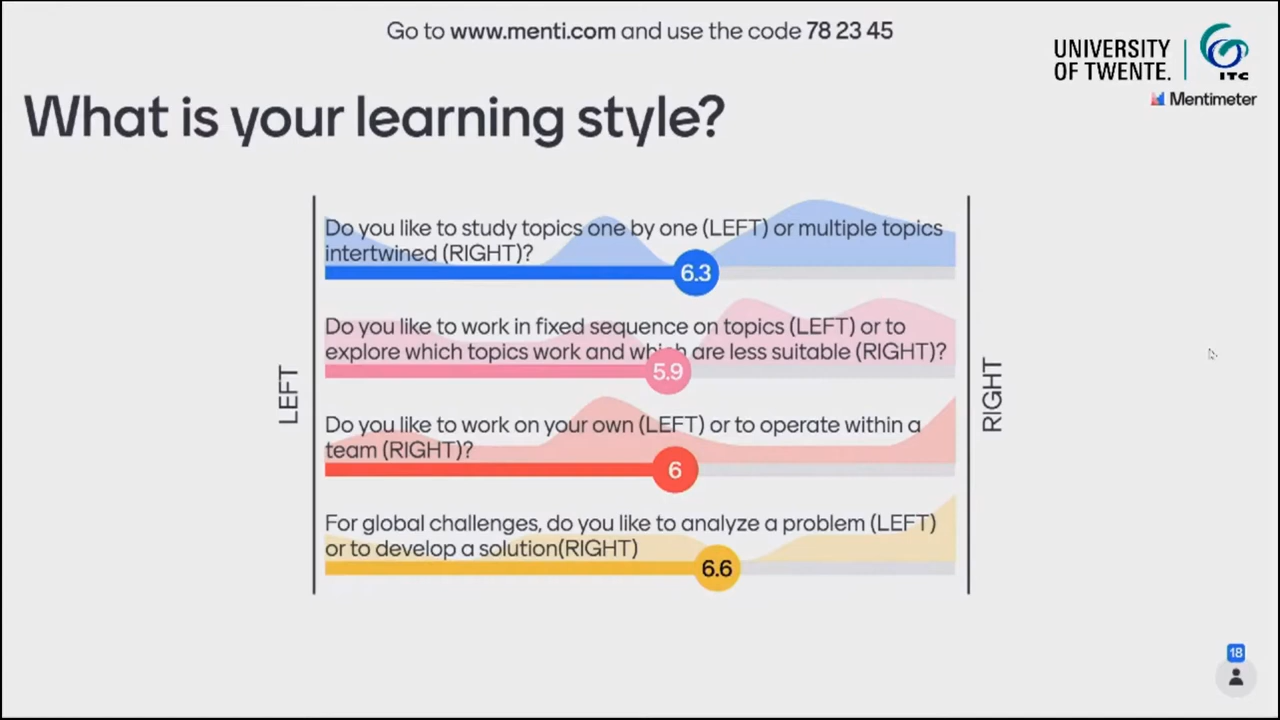 Go to www.menti.com and use the code 78 23 45
UNIVERSITY
OF TWENTE.
ITC
Mentimeter
What is your learning style?
Do you like to study topics one by one (LEFT) or multiple topics
intertwined (RIGHT)?
6.3
Do you like to work in fixed sequence on topics (LEFT) or to
explore which topics work and which are less suitable (RIGHT)?
5.9
LEFT
RIGHT
Do you like to work on your own (LEFT) or to operate within a
team (RIGHT)?
6
For global challenges, do you like to analyze a problem (LEFT)
or to develop a solution(RIGHT)
6.6
18